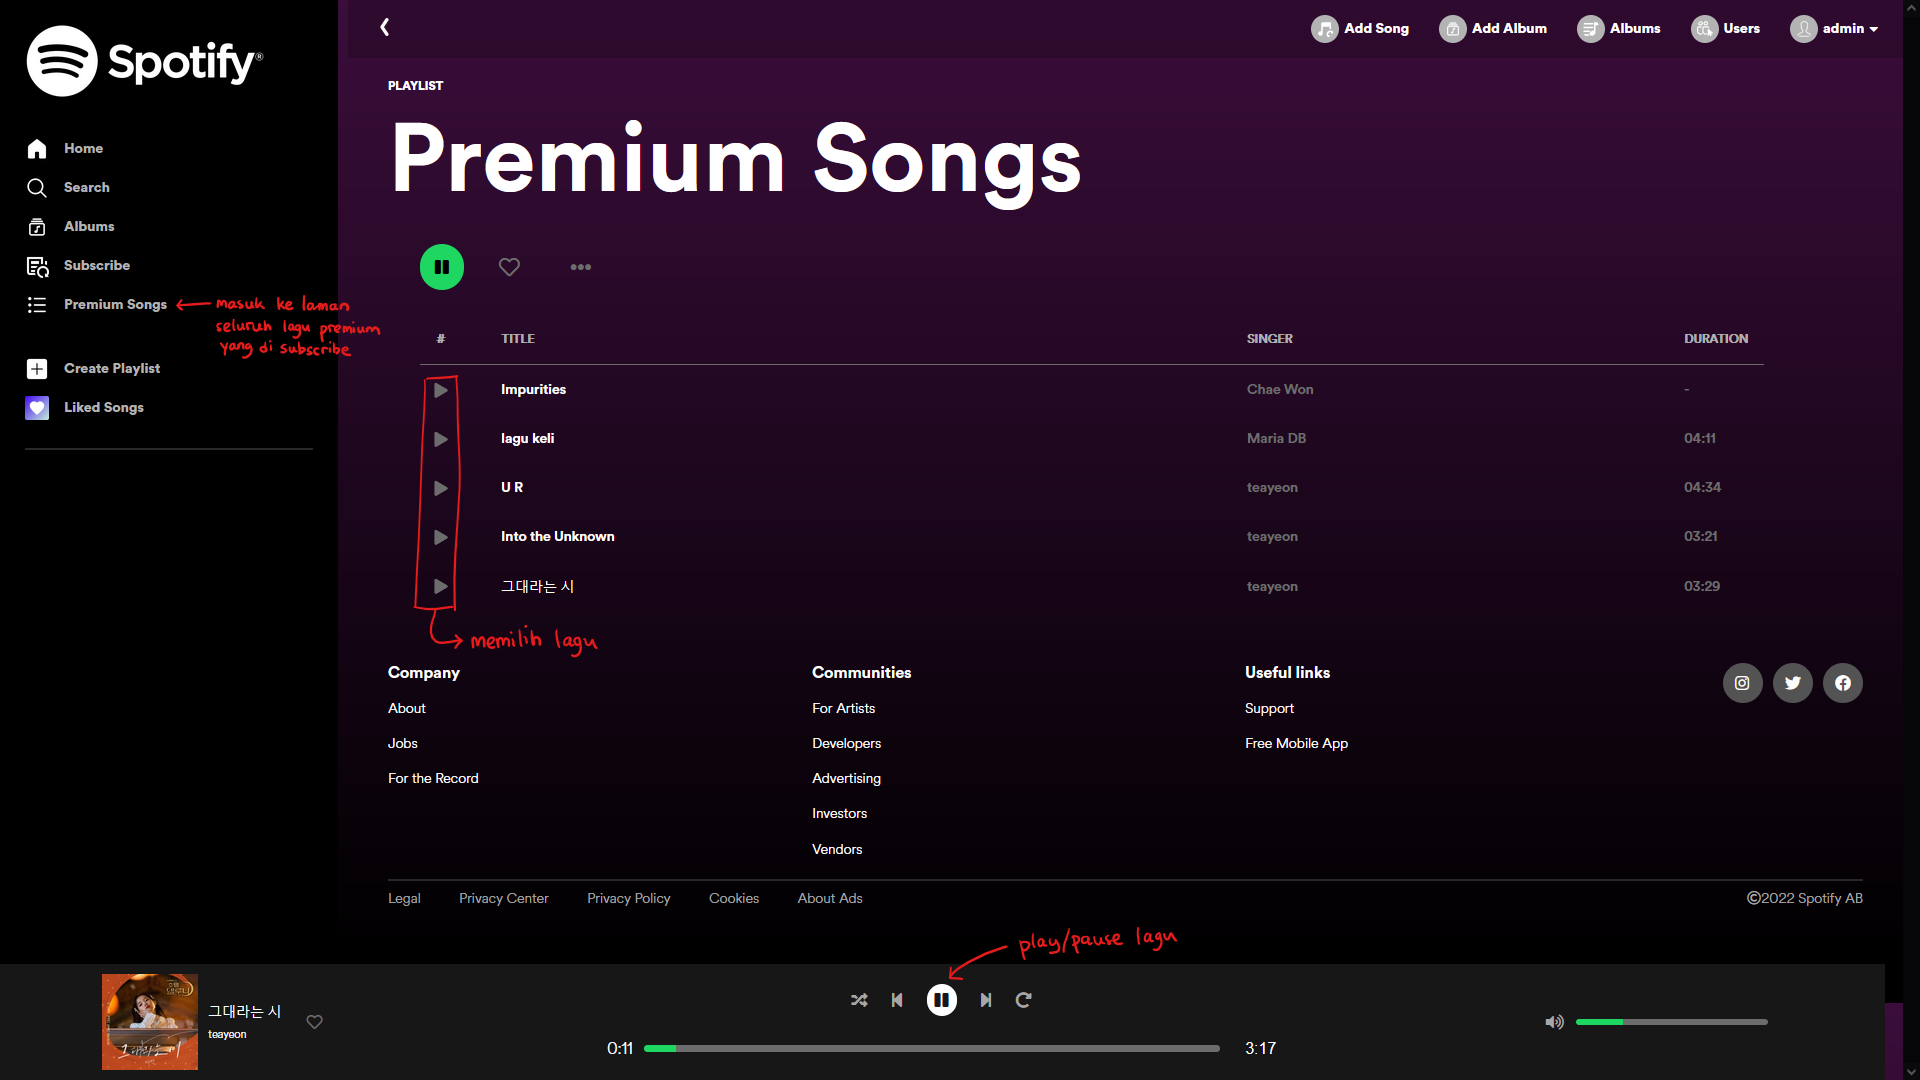 Spotify®
Home
Search
Albums
Subscribe
Premium Songs
masuk ke laman
seluruh lagu premium
yang di subscribe
Create Playlist
Liked Songs
Add Song
Add Album
Albums
Users
admin
PLAYLIST
Premium Songs
# TITLE SINGER DURATION
Impurities Chae Won -
lagu keli Maria DB 04:11
U R teayeon 04:34
Into the Unknown teayeon 03:21
그대라는 시 teayeon 03:29
memilih lagu
Company
About
Jobs
For the Record
Communities
For Artists
Developers
Advertising
Investors
Vendors
Useful links
Support
Free Mobile App
Legal Privacy Center Privacy Policy Cookies About Ads ©2022 Spotify AB
play/pause lagu
그대라는 시
teayeon
0:11 3:17